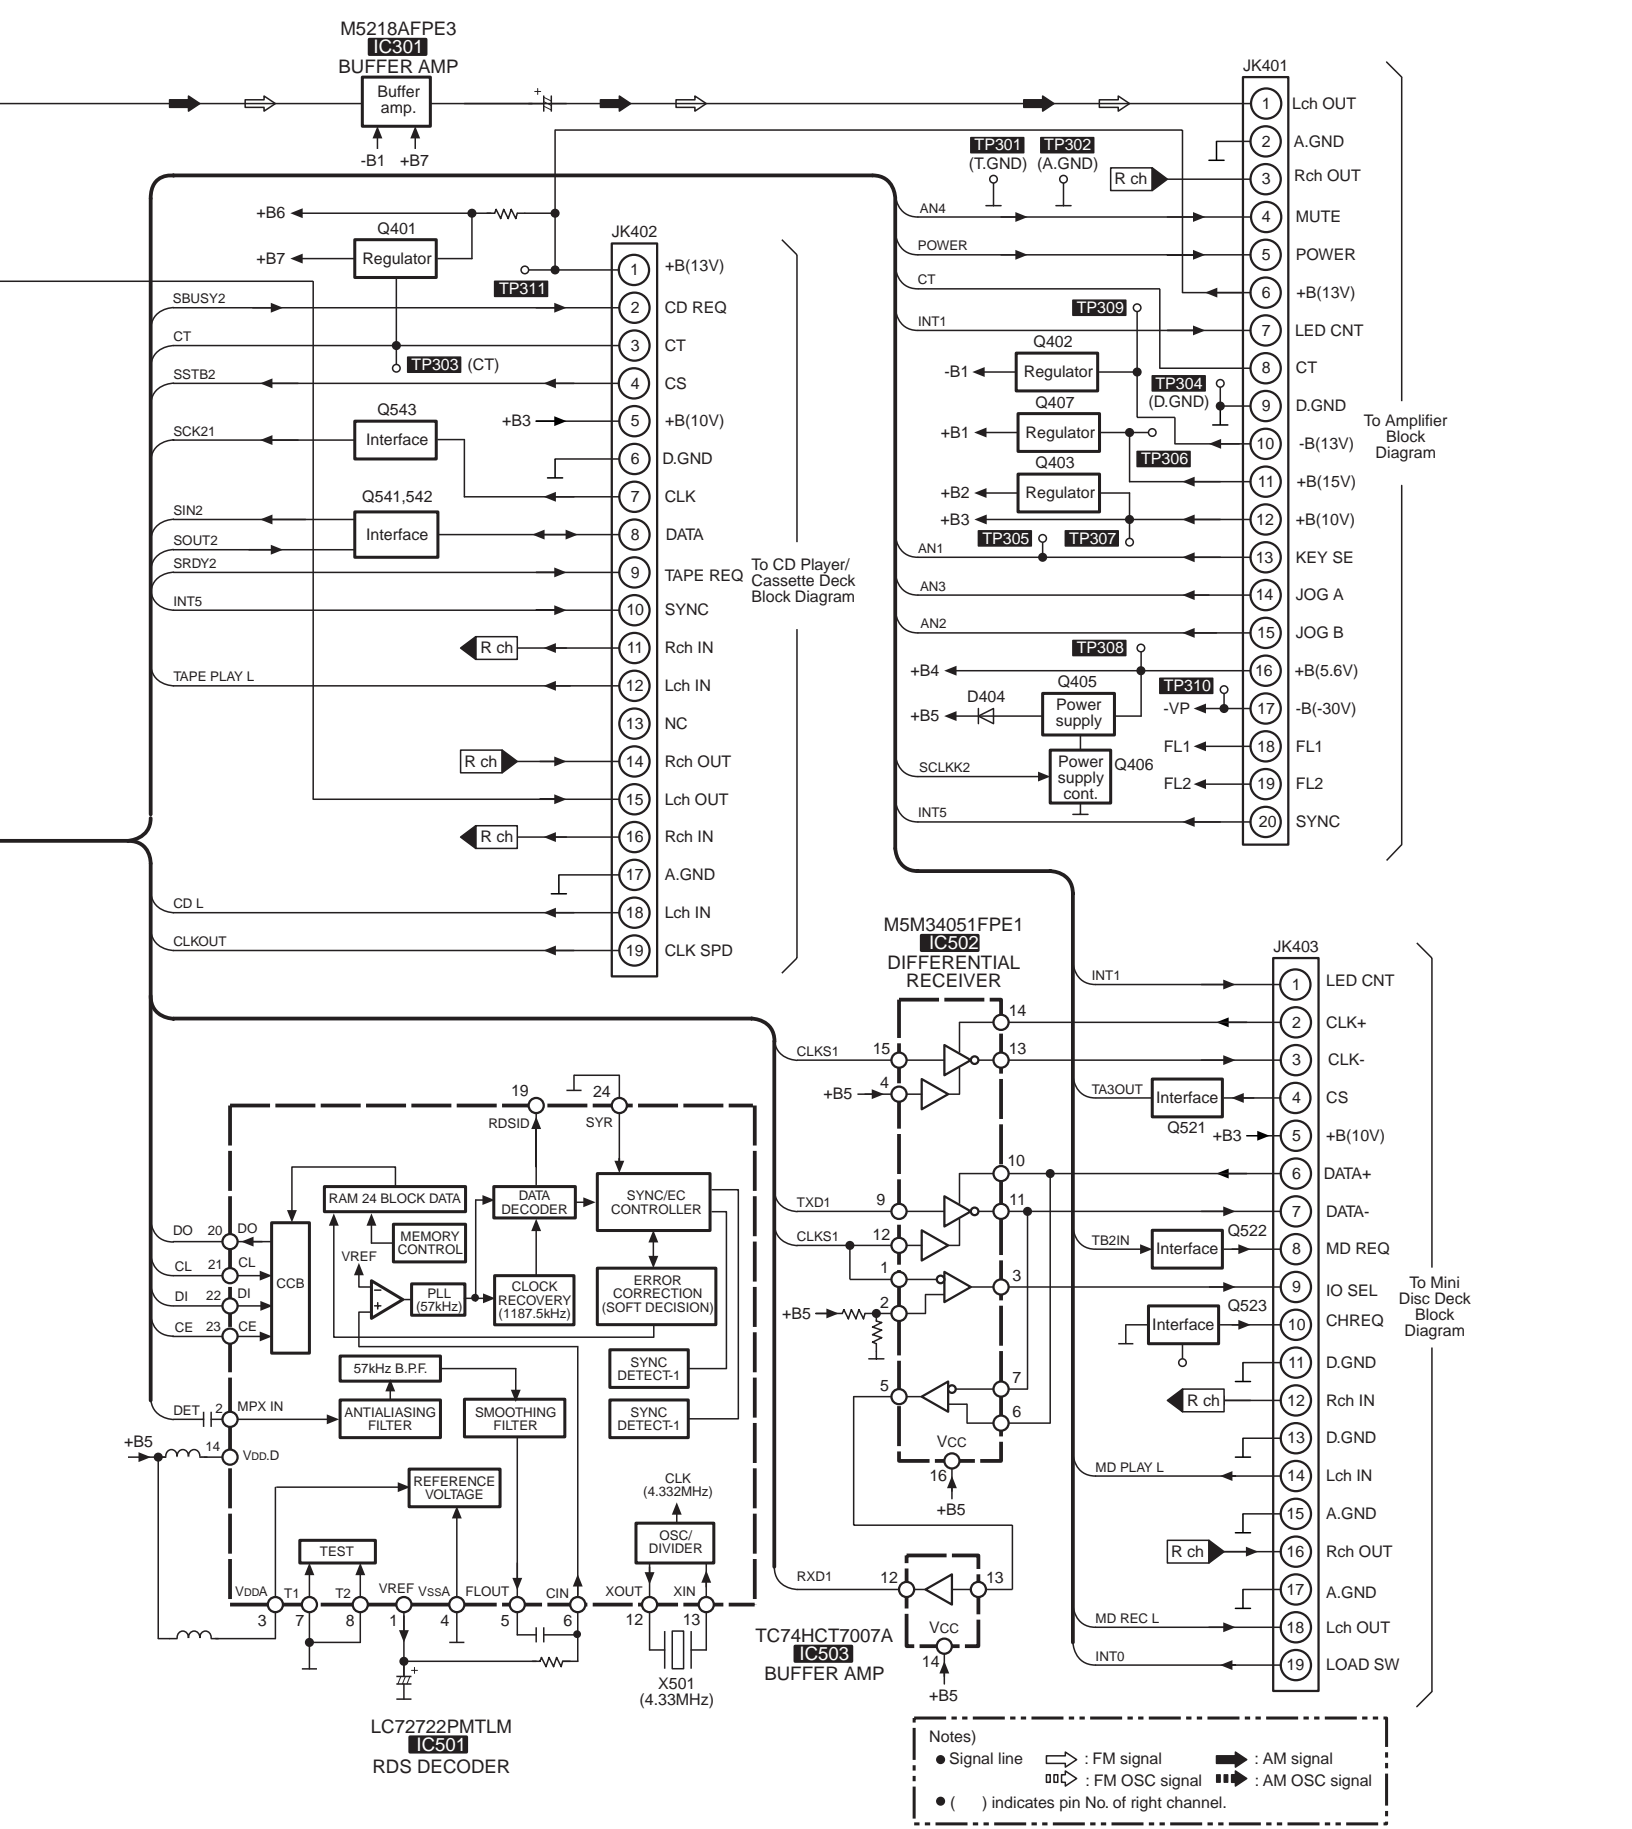 M5218AFPE3
IC301
BUFFER AMP
Buffer
amp.
+
-B1
+B7
+B6
Q401
+B7
Regulator
TP311
SBUSY2
CT
TP303 (CT)
SSTB2
Q543
+B3
SCK21
Interface
Q541,542
SIN2
Interface
SOUT2
SRDY2
INT5
R ch
TAPE PLAY L
R ch
R ch
CD L
CLKOUT
JK402
1 +B(13V)
2 CD REQ
3 CT
4 CS
5 +B(10V)
6 D.GND
7 CLK
8 DATA
9 TAPE REQ
10 SYNC
11 Rch IN
12 Lch IN
13 NC
14 Rch OUT
15 Lch OUT
16 Rch IN
17 A.GND
18 Lch IN
19 CLK SPD
To CD Player/
Cassette Deck
Block Diagram
TP301
(T.GND)
TP302
(A.GND)
R ch
AN4
POWER
CT
TP309
INT1
Q402
-B1
Regulator
TP304
(D.GND)
Q407
+B1
Regulator
TP306
Q403
+B2
Regulator
+B3
TP305
TP307
AN1
AN3
AN2
TP308
+B4
D404
Q405
TP310
+B5
Power
supply
-VP
FL1
SCLKK2
Power
supply
cont.
Q406
FL2
INT5
JK401
1 Lch OUT
2 A.GND
3 Rch OUT
4 MUTE
5 POWER
6 +B(13V)
7 LED CNT
8 CT
9 D.GND
10 -B(13V)
11 +B(15V)
12 +B(10V)
13 KEY SE
14 JOG A
15 JOG B
16 +B(5.6V)
17 -B(-30V)
18 FL1
19 FL2
20 SYNC
To Amplifier
Block
Diagram
M5M34051FPE1
IC502
DIFFERENTIAL
RECEIVER
14
CLKS1
15
13
+B5
4
10
TXD1
9
11
CLKS1
12
1
3
+B5
2
5
7
6
VCC
16
+B5
INT1
TA3OUT
Interface
Q521
+B3
TB2IN
Interface
Q522
Q523
Interface
R ch
MD PLAY L
R ch
MD REC L
INT0
JK403
1 LED CNT
2 CLK+
3 CLK-
4 CS
5 +B(10V)
6 DATA+
7 DATA-
8 MD REQ
9 IO SEL
10 CHREQ
11 D.GND
12 Rch IN
13 D.GND
14 Lch IN
15 A.GND
16 Rch OUT
17 A.GND
18 Lch OUT
19 LOAD SW
To Mini
Disc Deck
Block
Diagram
19
24
RDSID
SYR
RAM 24 BLOCK DATA
DATA
DECODER
SYNC/EC
CONTROLLER
MEMORY
CONTROL
DO 20 DO
CL 21 CL
DI 22 DI
CE 23 CE
CCB
VREF
−
+
PLL
(57kHz)
CLOCK
RECOVERY
(1187.5kHz)
ERROR
CORRECTION
(SOFT DECISION)
57kHz B.P.F.
SYNC
DETECT-1
DET 2 MPX IN
ANTIALIASING
FILTER
SMOOTHING
FILTER
SYNC
DETECT-1
+B5
14
VDD.D
REFERENCE
VOLTAGE
CLK
(4.332MHz)
TEST
OSC/
DIVIDER
VDDA T1 T2 VREF VSSA FLOUT CIN XOUT XIN
3 7 8 1 4 5 6 12 13
+
X501
(4.33MHz)
LC72722PMTLM
IC501
RDS DECODER
RXD1
12
13
VCC
14
+B5
TC74HCT7007A
IC503
BUFFER AMP
Notes)
● Signal line : FM signal : AM signal
: FM OSC signal : AM OSC signal
● ( ) indicates pin No. of right channel.